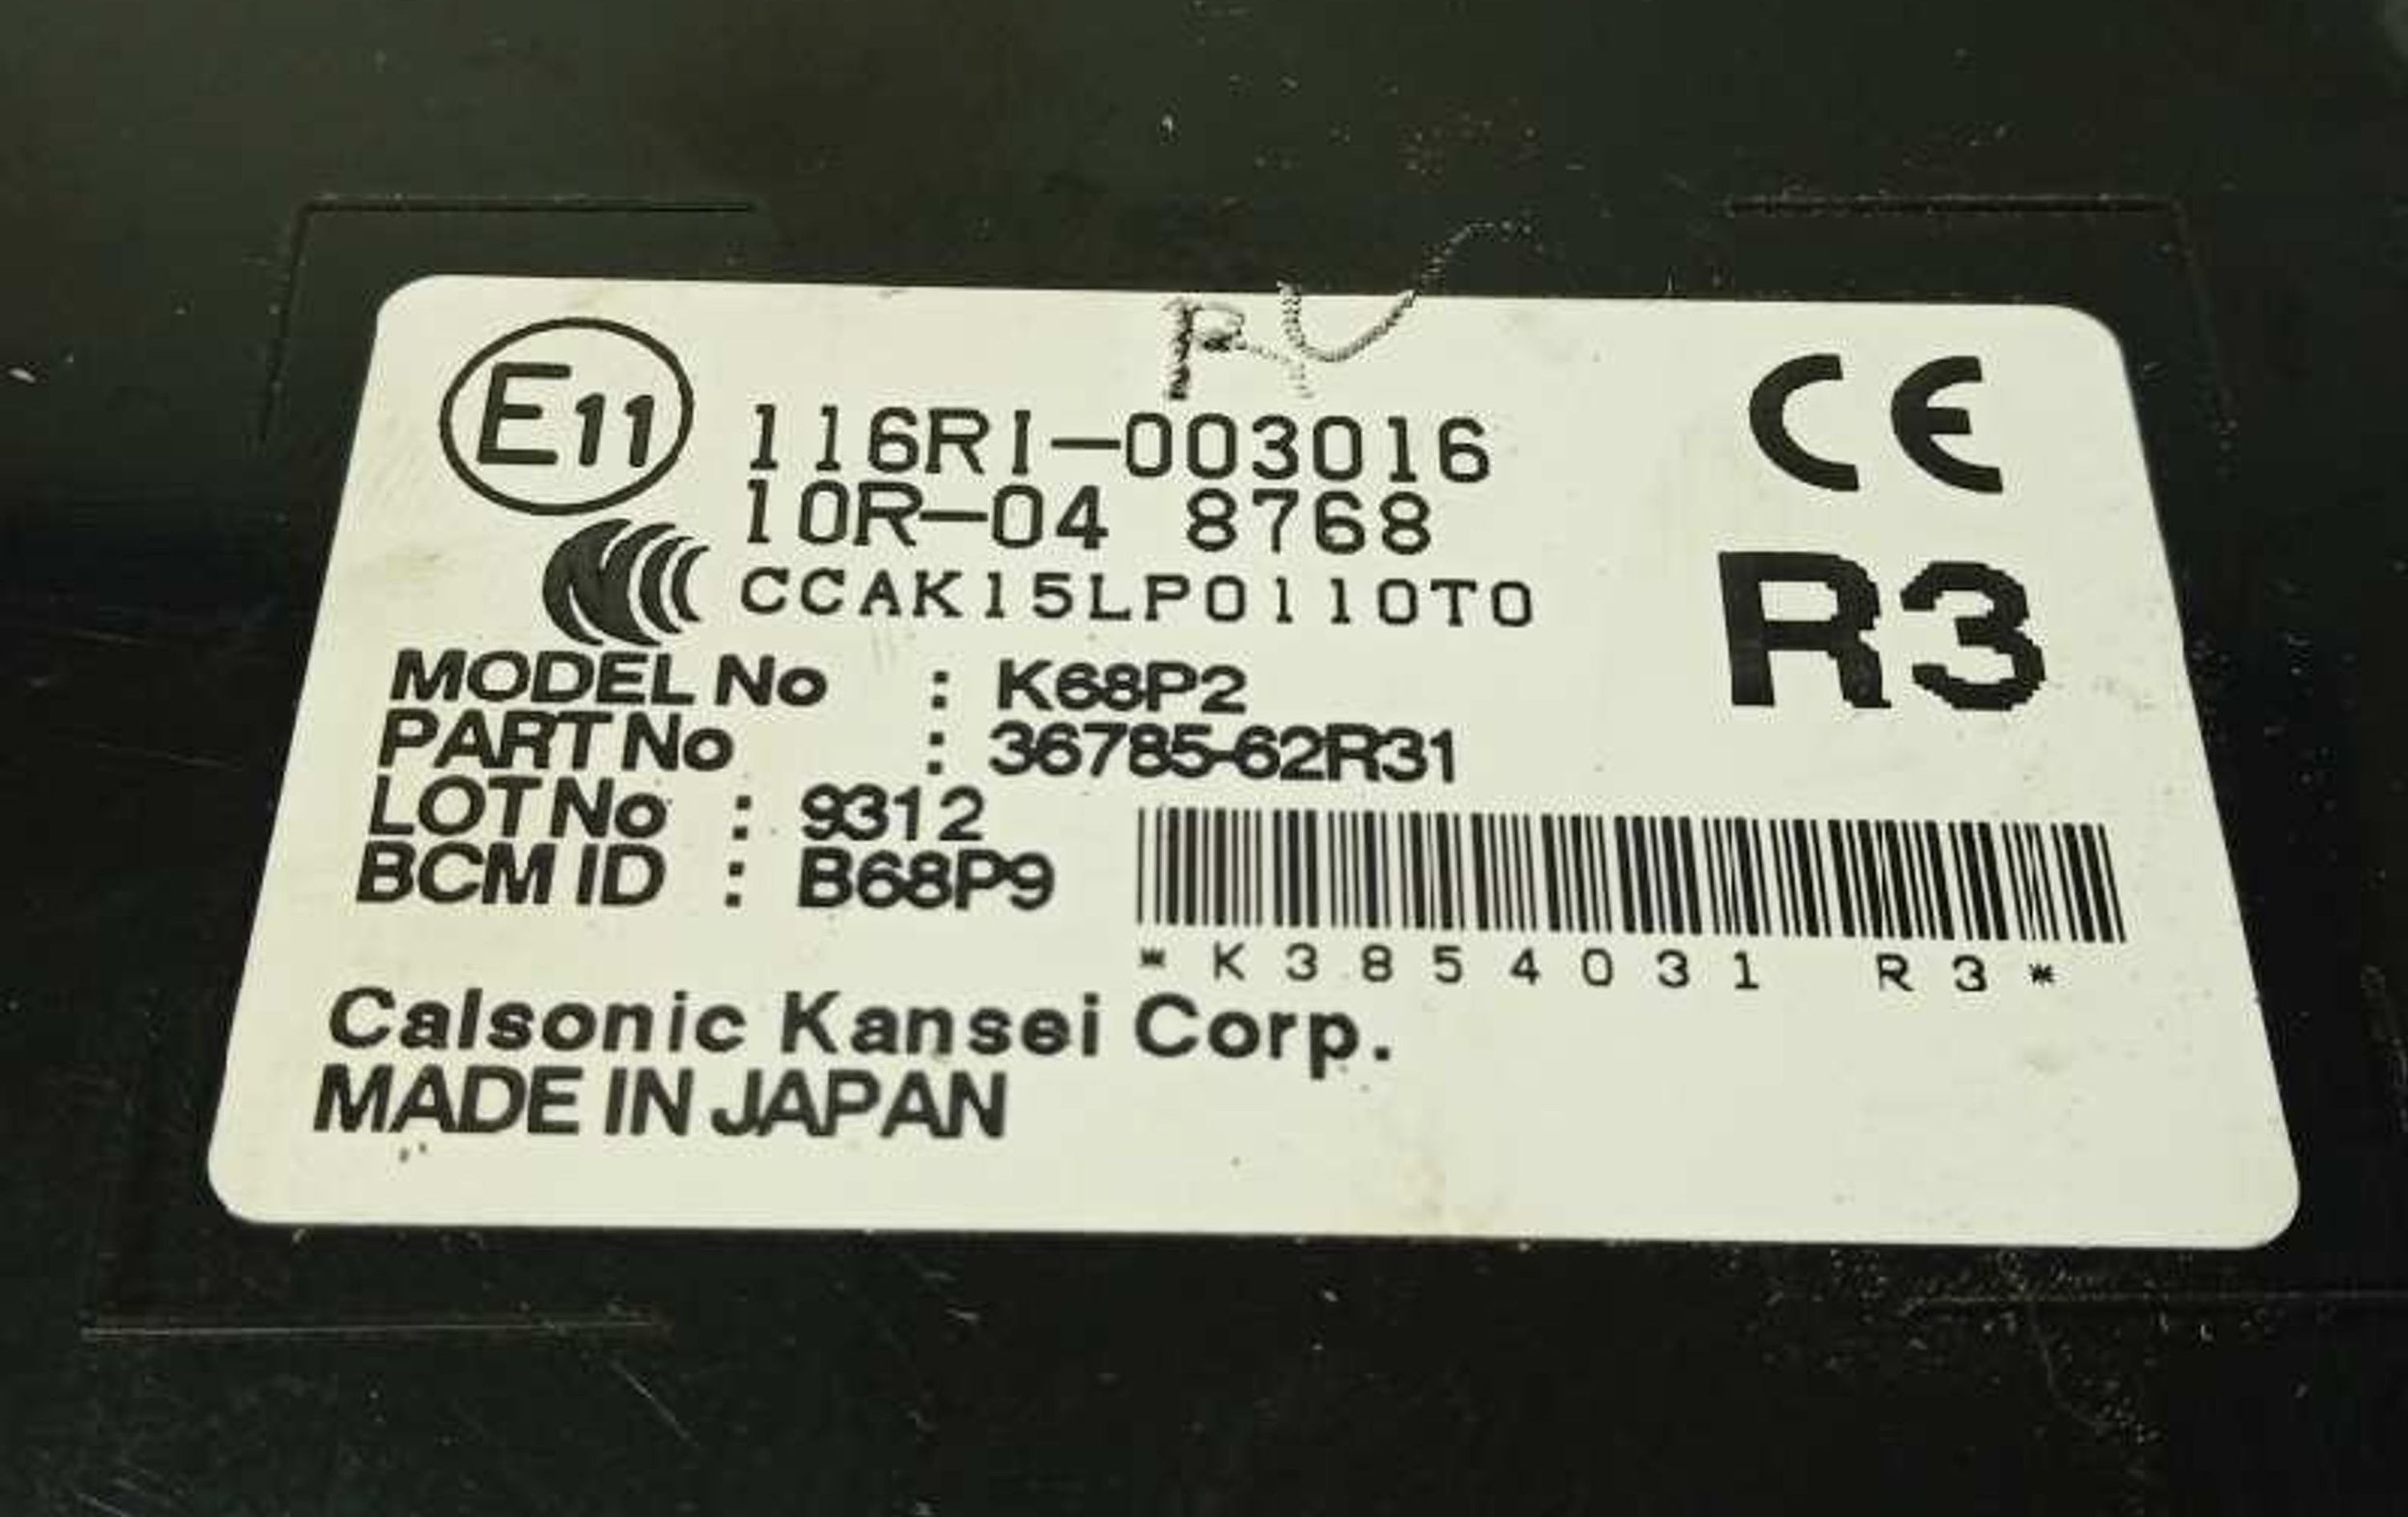 E11
116RI-003016
10R-04 8768
CCAK15LP0110T0
CE
R3
MODEL No : K68P2
PART No : 36785-62R31
LOT No : 9312
BCM ID : B68P9
*K3854031 R3*
Calsonic Kansei Corp.
MADE IN JAPAN